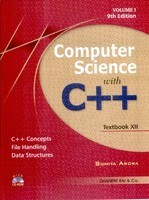 VOLUME I
9th Edition
Computer
Science
with
C++
C++ Concepts
File Handling
Data Structures
Textbook XII
SUMITA ARORA
DHANPAT RAI & CO.